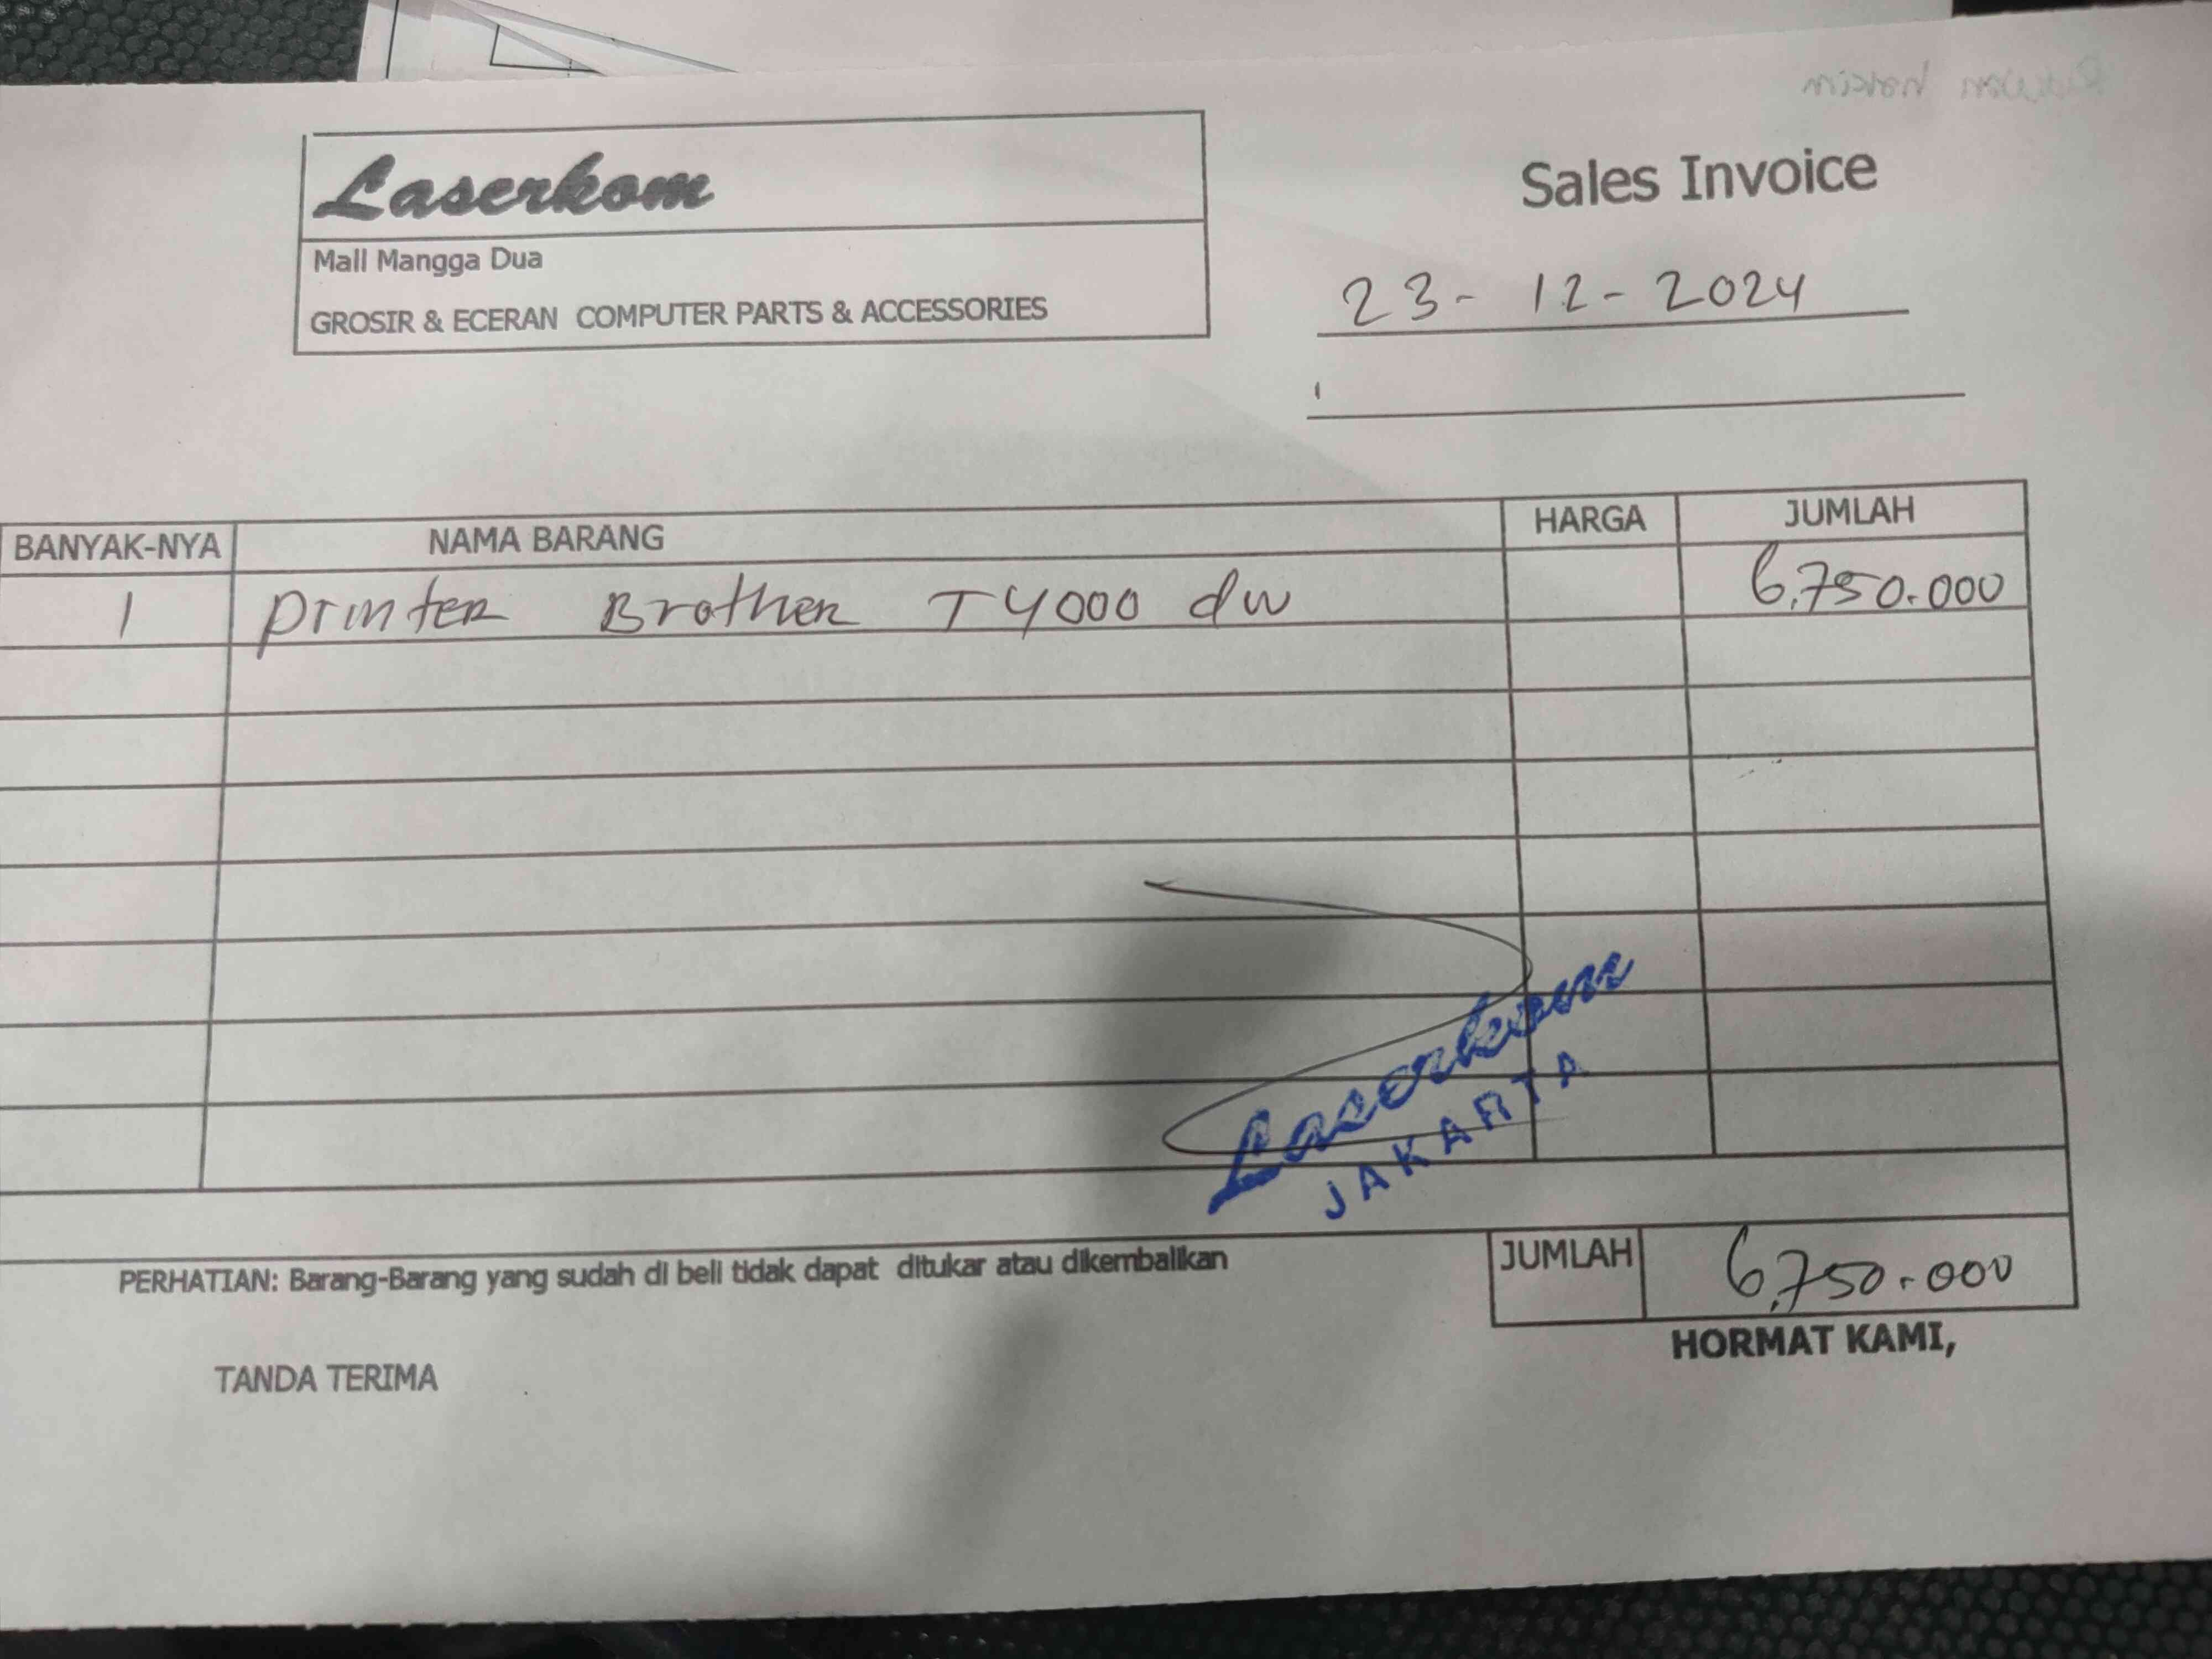 Laserkom
Mall Mangga Dua
GROSIR & ECERAN COMPUTER PARTS & ACCESSORIES
Sales Invoice
23-12-2024
BANYAK-NYA NAMA BARANG HARGA JUMLAH
1 Printer Brother T4000 dw 6.750.000
Laserkom
JAKARTA
PERHATIAN: Barang-Barang yang sudah di beli tidak dapat ditukar atau dikembalikan
JUMLAH 6.750.000
HORMAT KAMI,
TANDA TERIMA